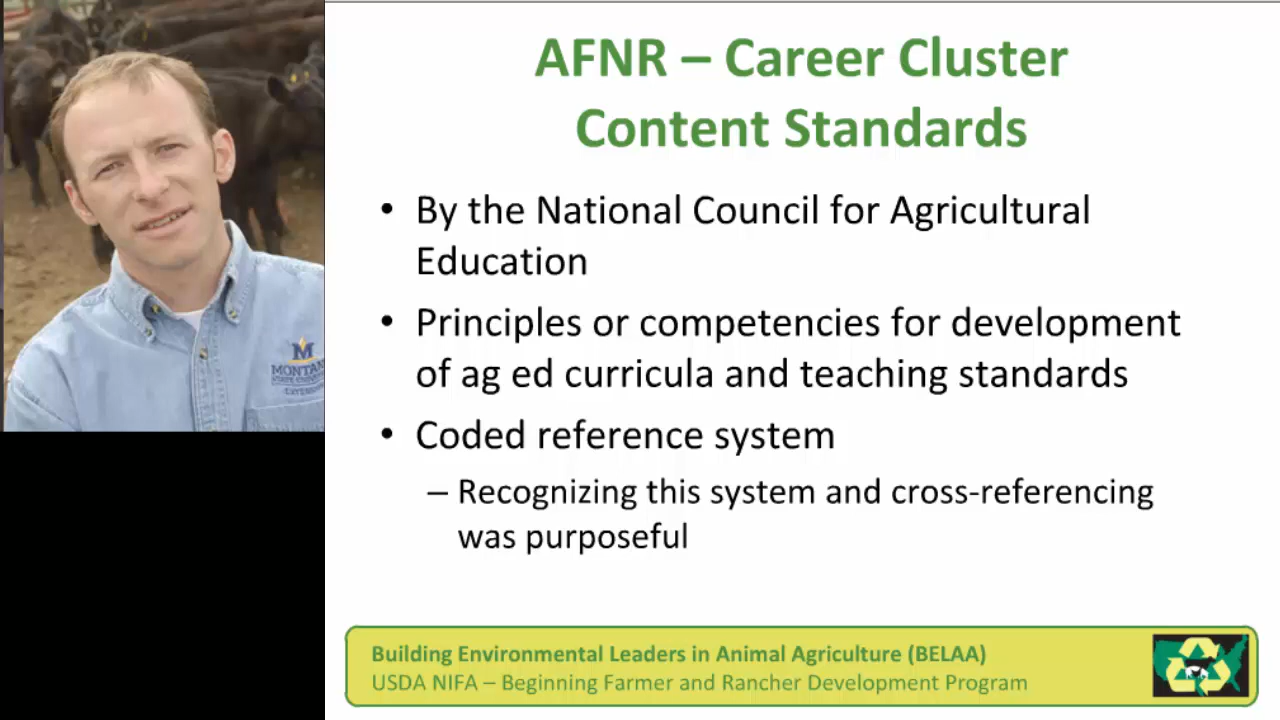 AFNR – Career Cluster
Content Standards
• By the National Council for Agricultural
Education
• Principles or competencies for development
of ag ed curricula and teaching standards
• Coded reference system
– Recognizing this system and cross-referencing
was purposeful
Building Environmental Leaders in Animal Agriculture (BELAA)
USDA NIFA – Beginning Farmer and Rancher Development Program
M
MONTAN